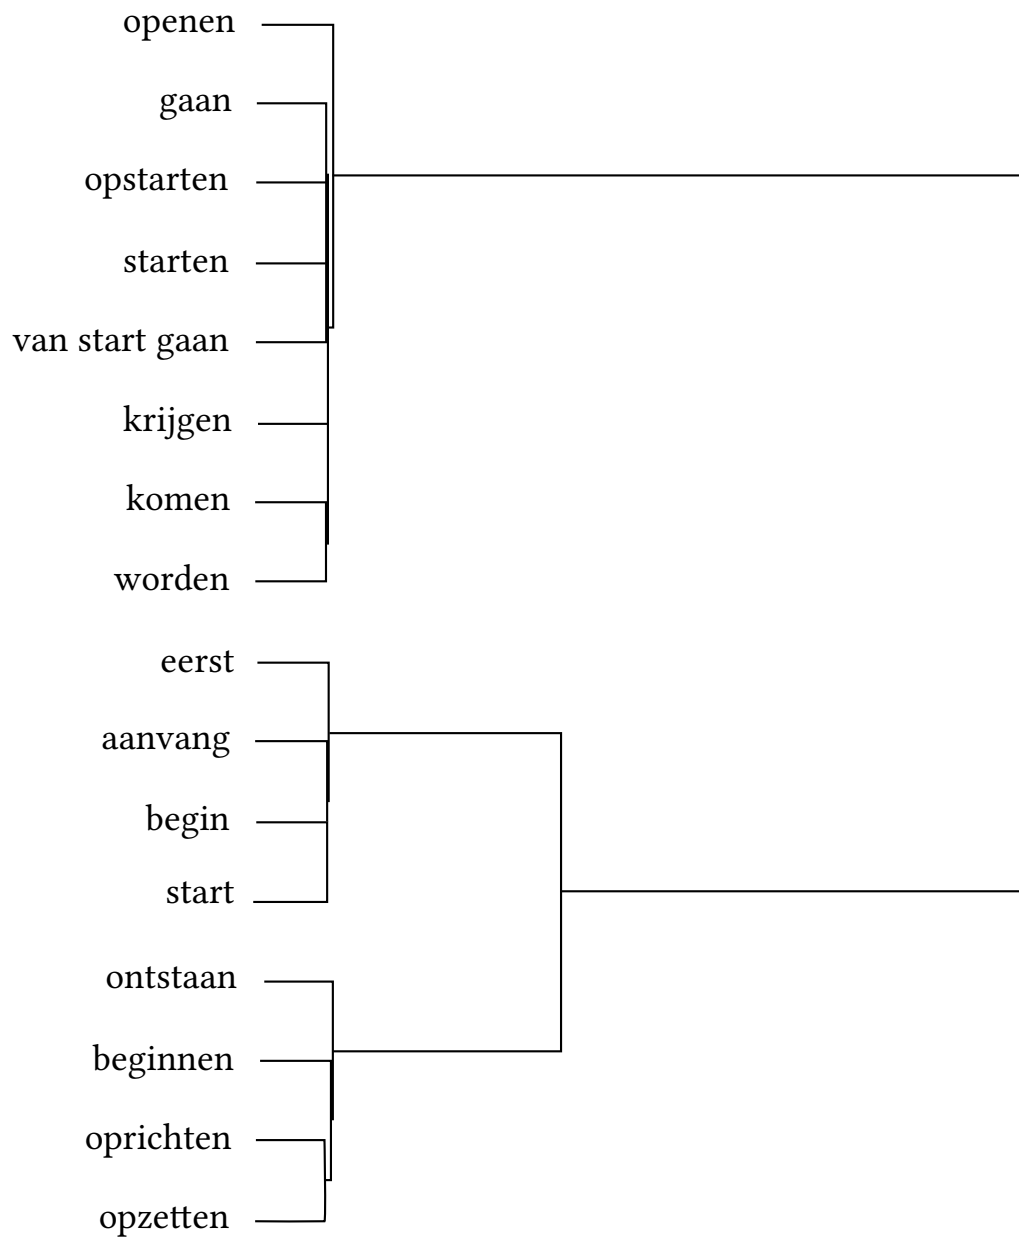 openen
gaan
opstarten
starten
van start gaan
krijgen
komen
worden
eerst
aanvang
begin
start
ontstaan
beginnen
oprichten
opzetten